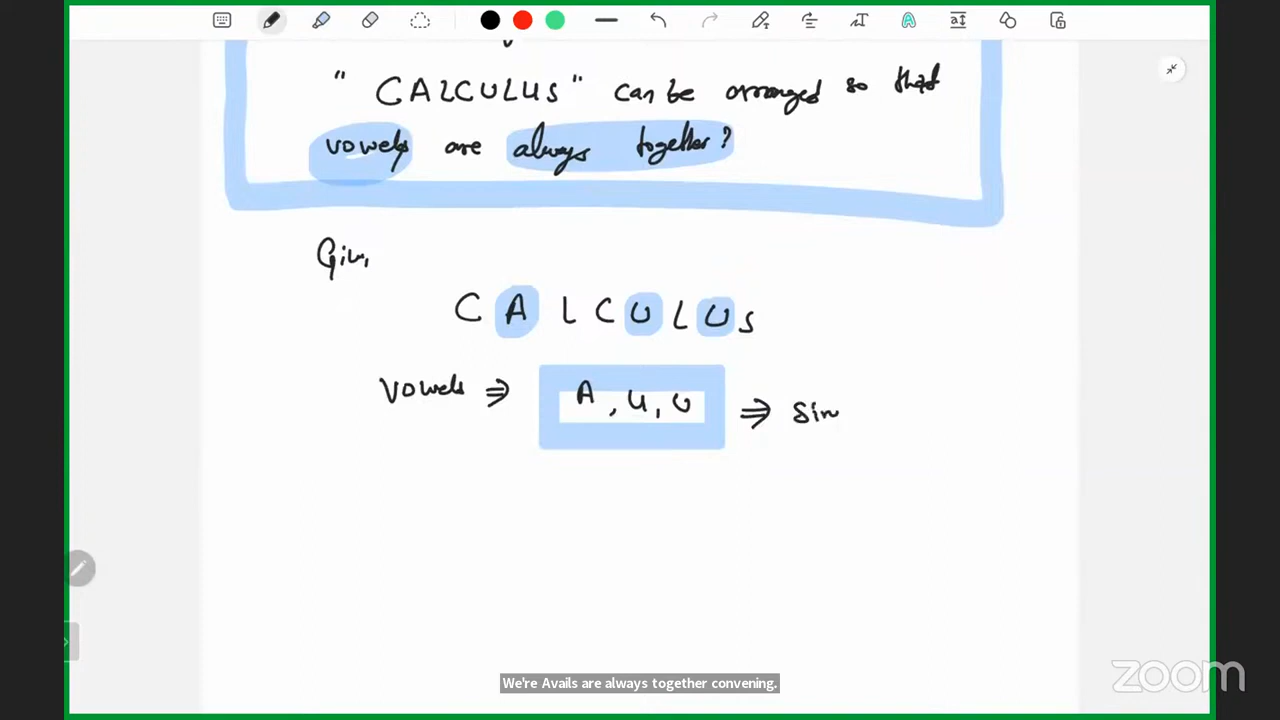 " CALCULUS " can be arranged so that
vowels are always together?
Given,
C A L C U L U S
Vowels ⇒ A, U, U ⇒ Sin
We're Avails are always together convening.
zoom